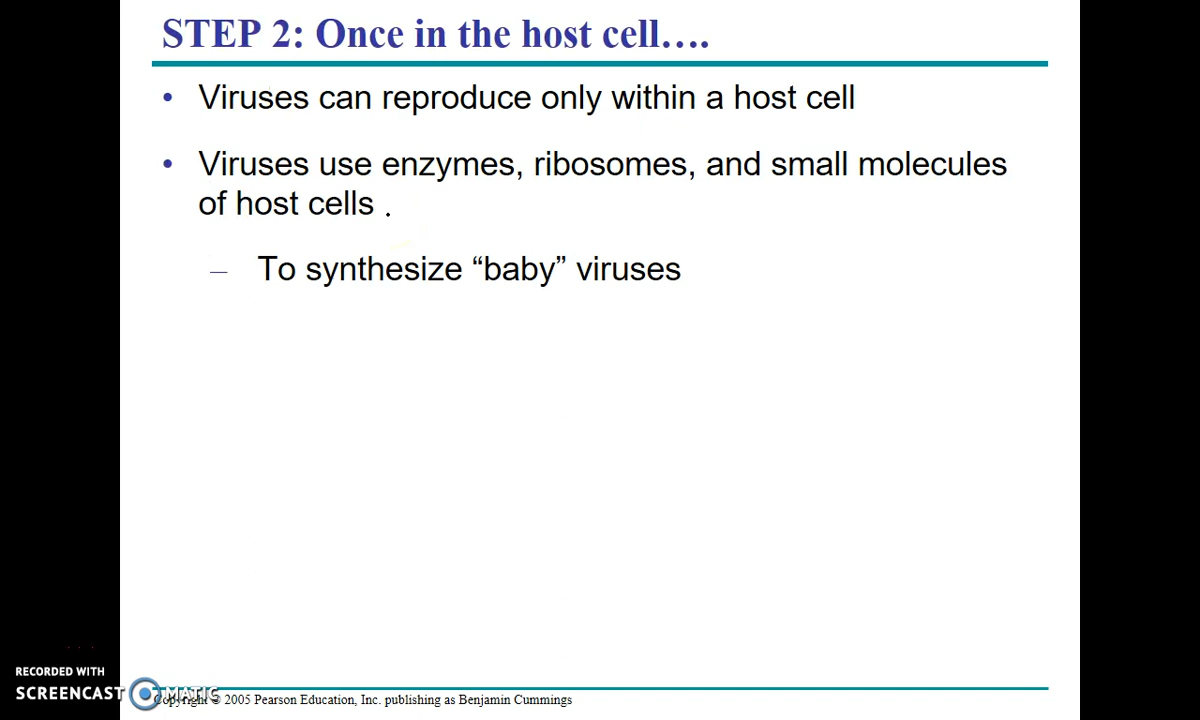 STEP 2: Once in the host cell….
• Viruses can reproduce only within a host cell
• Viruses use enzymes, ribosomes, and small molecules
of host cells .
– To synthesize “baby” viruses
RECORDED WITH
SCREENCAST MATIC
Copyright © 2005 Pearson Education, Inc. publishing as Benjamin Cummings